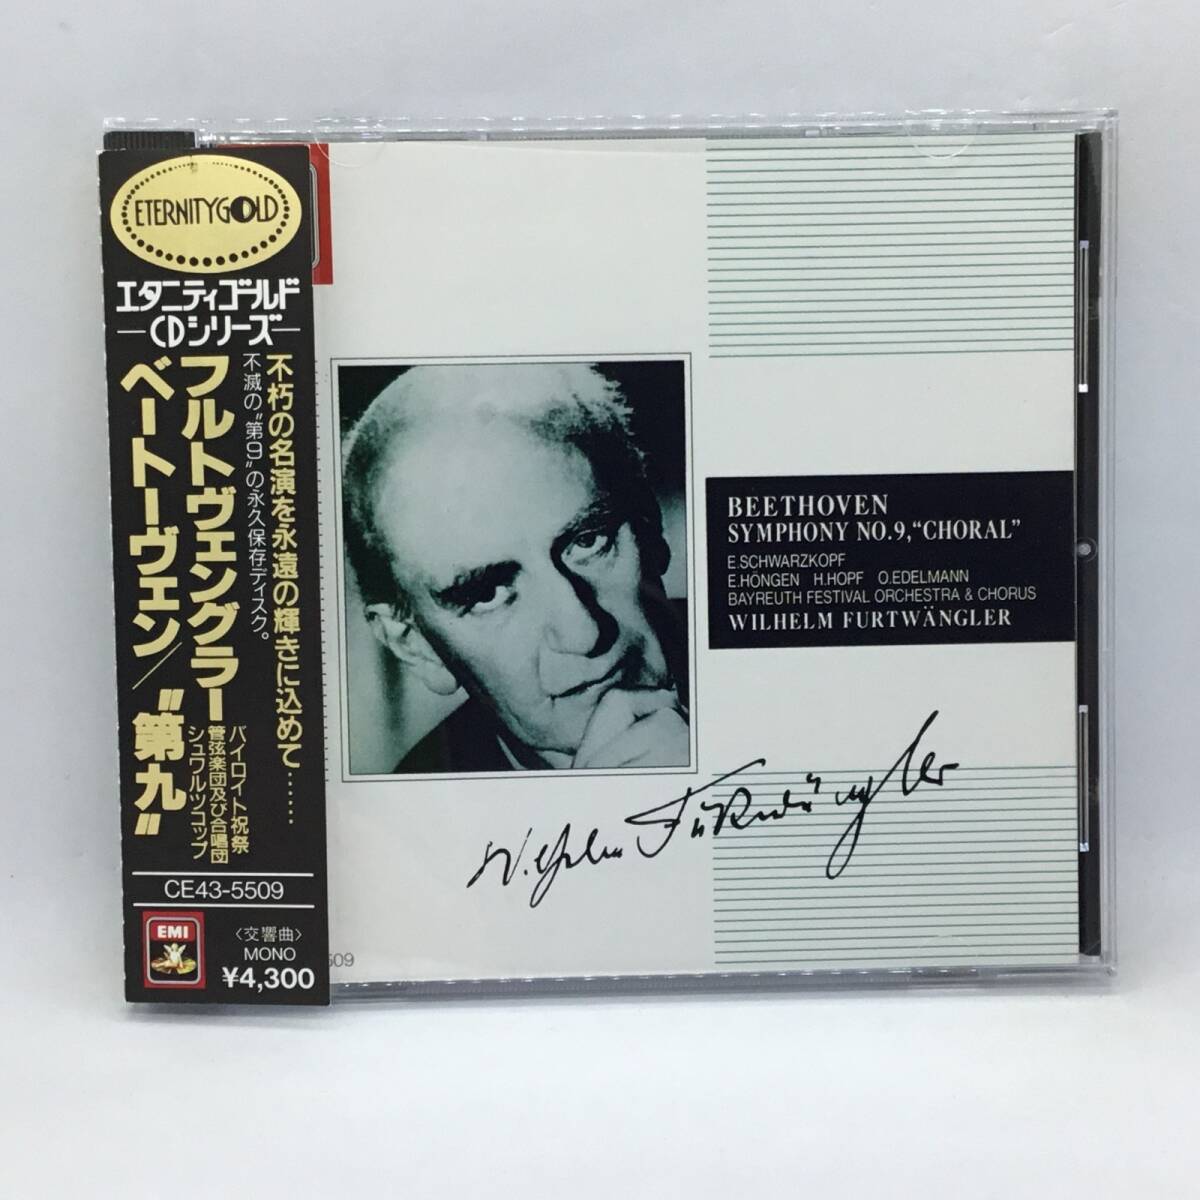 ETERNITYGOLD
エタニティゴールド
CDシリーズ
不朽の名演を永遠の輝きに込めて……
不滅の"第9"の永久保存ディスク。
フルトヴェングラー
ベートーヴェン/"第九"
バイロイト祝祭
管弦楽団及び合唱団
シュワルツコップ
CE43-5509
EMI
〈交響曲〉
MONO
¥4,300
BEETHOVEN
SYMPHONY NO.9,“CHORAL”
E.SCHWARZKOPF
E.HÖNGEN H.HOPF O.EDELMANN
BAYREUTH FESTIVAL ORCHESTRA & CHORUS
WILHELM FURTWÄNGLER
Wilhelm Furtwängler
5509